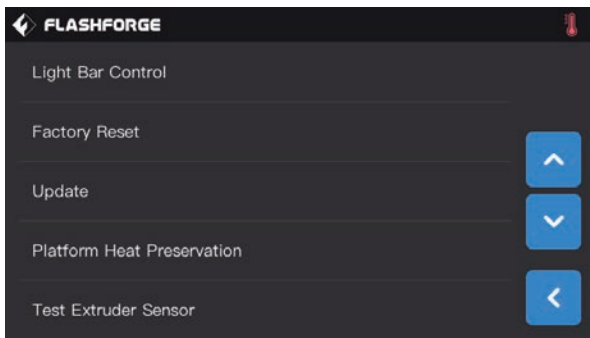 FLASHFORGE
Light Bar Control
Factory Reset
Update
Platform Heat Preservation
Test Extruder Sensor